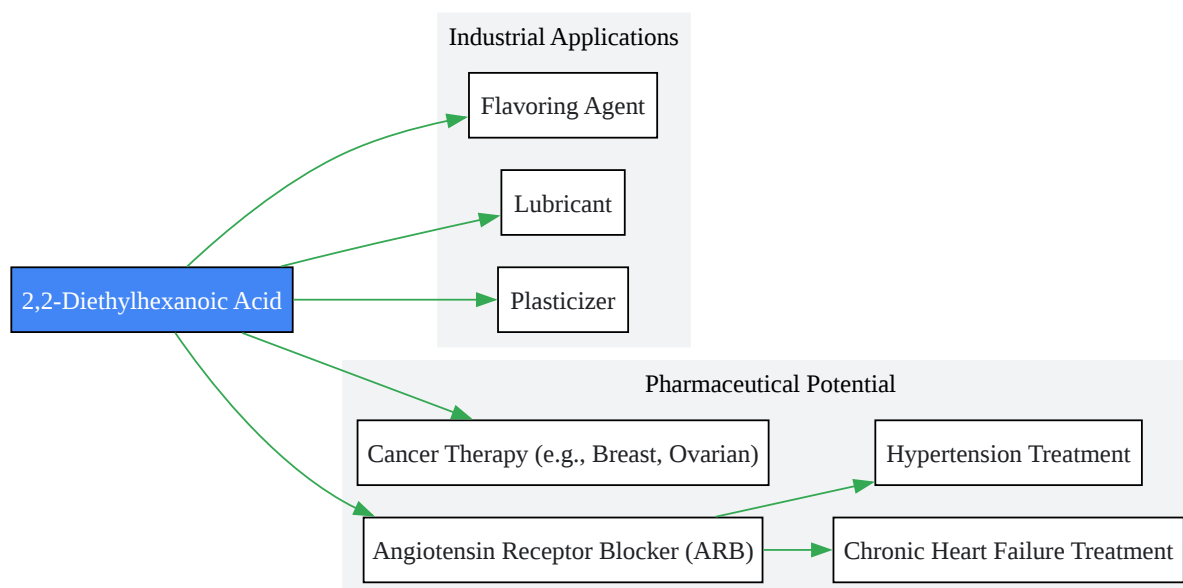 Industrial Applications
Flavoring Agent
Lubricant
2,2-Diethylhexanoic Acid
Plasticizer
Pharmaceutical Potential
Cancer Therapy (e.g., Breast, Ovarian)
Hypertension Treatment
Angiotensin Receptor Blocker (ARB)
Chronic Heart Failure Treatment